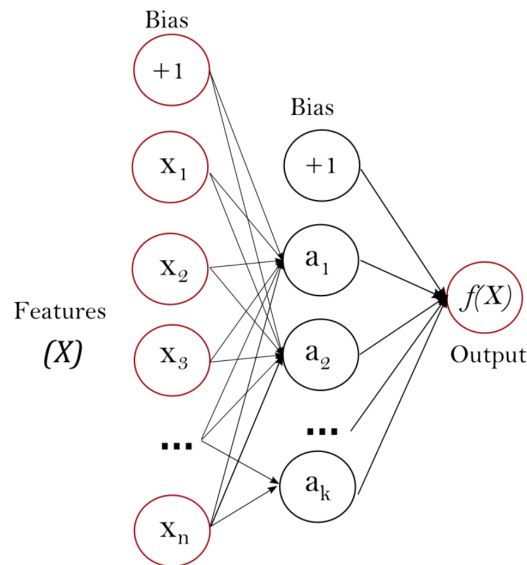 Bias
+1
Bias
x1
+1
x2
a1
Features
(X)
f(X)
x3
a2
Output
...
...
ak
xn